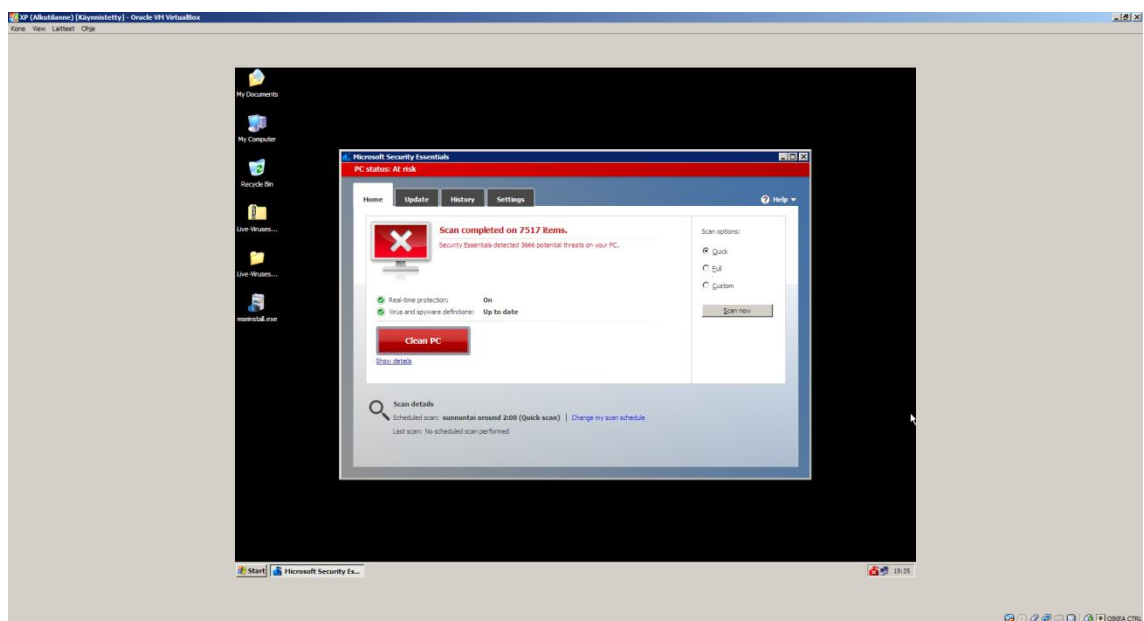 XP (Alkutilanne) [Käynnistetty] - Oracle VM VirtualBox
Kone View Laitteet Ohje
My Documents
My Computer
Recycle Bin
Live-Viruses...
Live-Viruses...
mseinstall.exe
Microsoft Security Essentials
PC status: At risk
Home Update History Settings Help
Scan completed on 7517 items.
Security Essentials detected 3666 potential threats on your PC.
Real-time protection: On
Virus and spyware definitions: Up to date
Clean PC
Show details
Scan options:
Quick
Full
Custom
Scan now
Scan details
Scheduled scan: sunnuntai around 2:00 (Quick scan) | Change my scan schedule
Last scan: No scheduled scan performed
Start Microsoft Security Es... 19:35
OIKEA CTRL